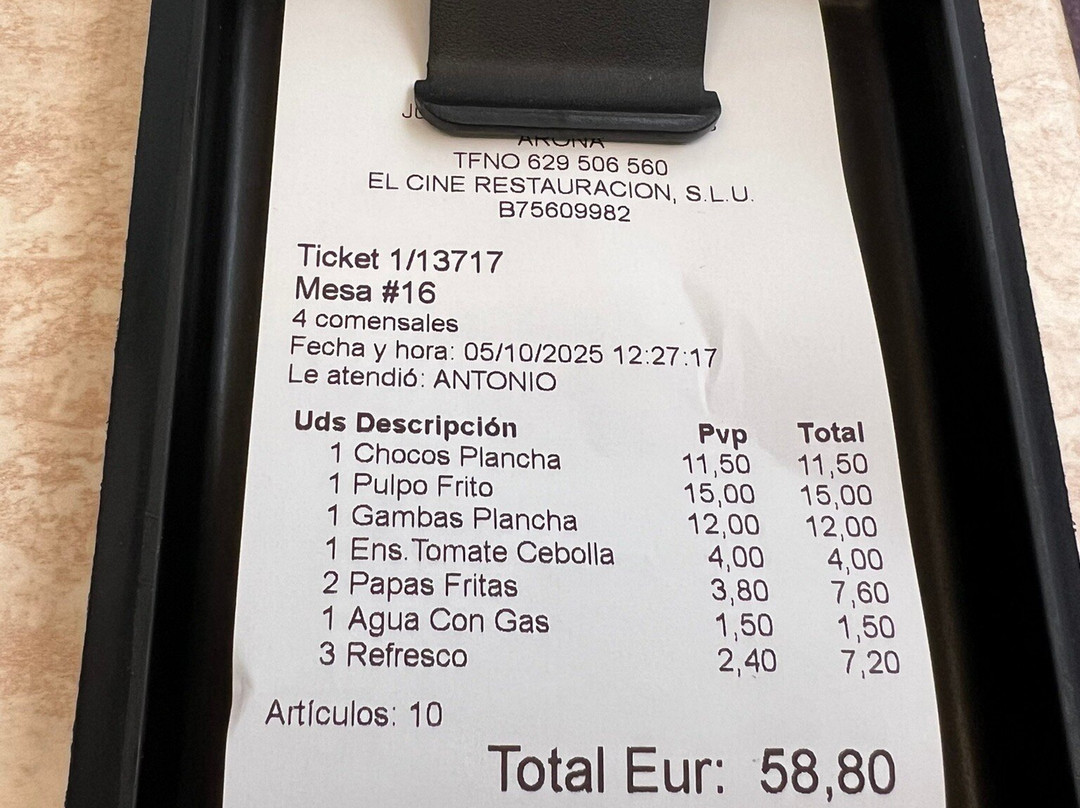 ARONA
TFNO 629 506 560
EL CINE RESTAURACION, S.L.U.
B75609982
Ticket 1/13717
Mesa #16
4 comensales
Fecha y hora: 05/10/2025 12:27:17
Le atendió: ANTONIO
Uds Descripción Pvp Total
1 Chocos Plancha 11,50 11,50
1 Pulpo Frito 15,00 15,00
1 Gambas Plancha 12,00 12,00
1 Ens.Tomate Cebolla 4,00 4,00
2 Papas Fritas 3,80 7,60
1 Agua Con Gas 1,50 1,50
3 Refresco 2,40 7,20
Artículos: 10
Total Eur: 58,80